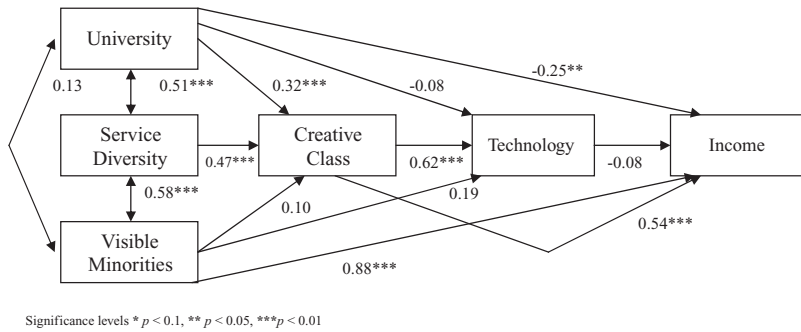 University
-0.25**
0.13
0.51***
0.32***
-0.08
Service
Diversity
Creative
Class
Technology
Income
0.47***
0.62***
-0.08
0.58***
0.19
0.10
0.54***
Visible
Minorities
0.88***
Significance levels * p < 0.1, ** p < 0.05, ***p < 0.01